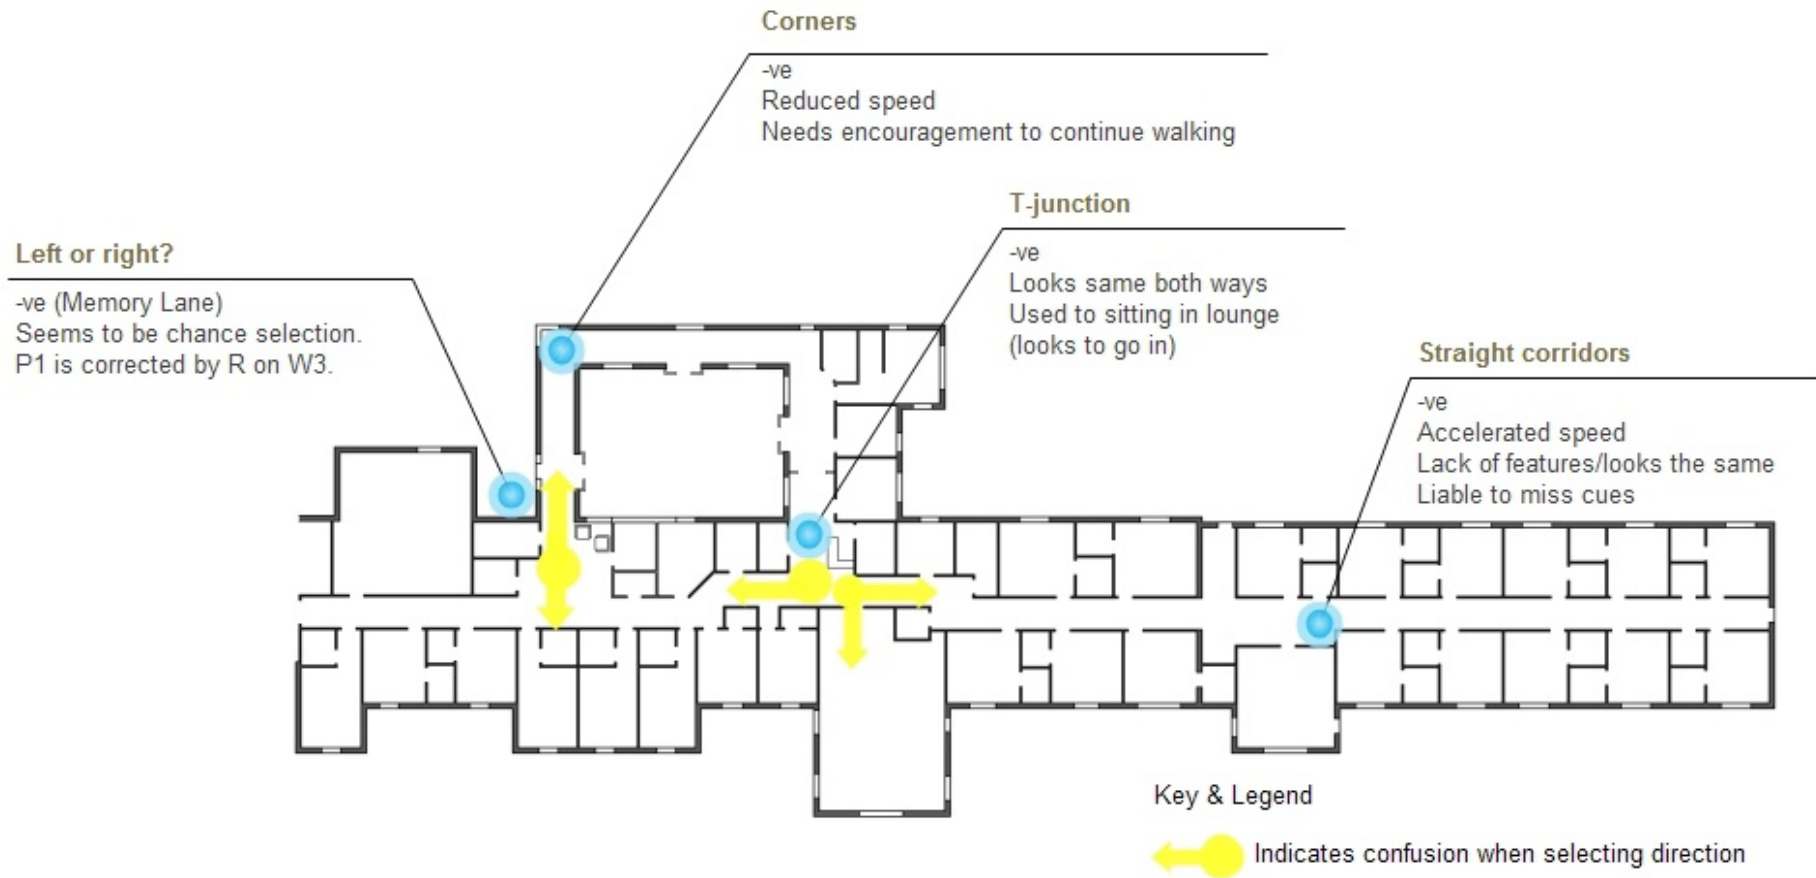 Corners
-ve
Reduced speed
Needs encouragement to continue walking
T-junction
-ve
Looks same both ways
Used to sitting in lounge
(looks to go in)
Left or right?
-ve (Memory Lane)
Seems to be chance selection.
P1 is corrected by R on W3.
Straight corridors
-ve
Accelerated speed
Lack of features/looks the same
Liable to miss cues
Key & Legend
Indicates confusion when selecting direction